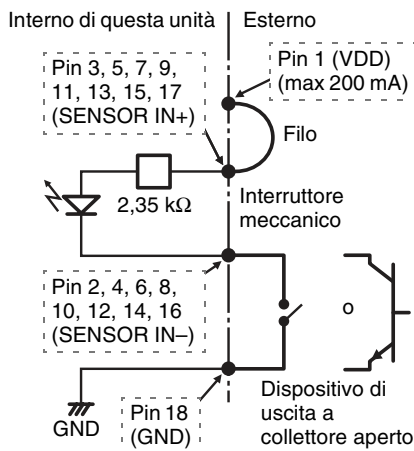 Interno di questa unità
Esterno
Pin 3, 5, 7, 9,
11, 13, 15, 17
(SENSOR IN+)
Pin 1 (VDD)
(max 200 mA)
Filo
2,35 kΩ
Interruttore
meccanico
Pin 2, 4, 6, 8,
10, 12, 14, 16
(SENSOR IN–)
o
GND
Pin 18
(GND)
Dispositivo di
uscita a
collettore aperto